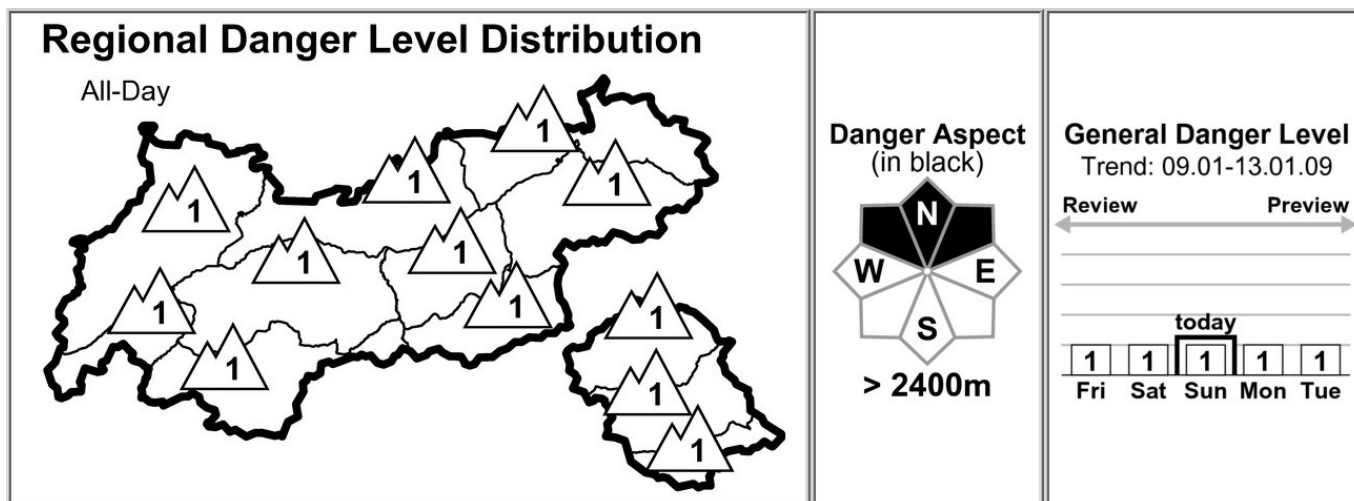 Regional Danger Level Distribution
All-Day
1
1
1
1
1
1
1
1
1
1
1
1
1
Danger Aspect
(in black)
N
W E
S
> 2400m
General Danger Level
Trend: 09.01-13.01.09
Review Preview
today
1 1 1 1 1
Fri Sat Sun Mon Tue